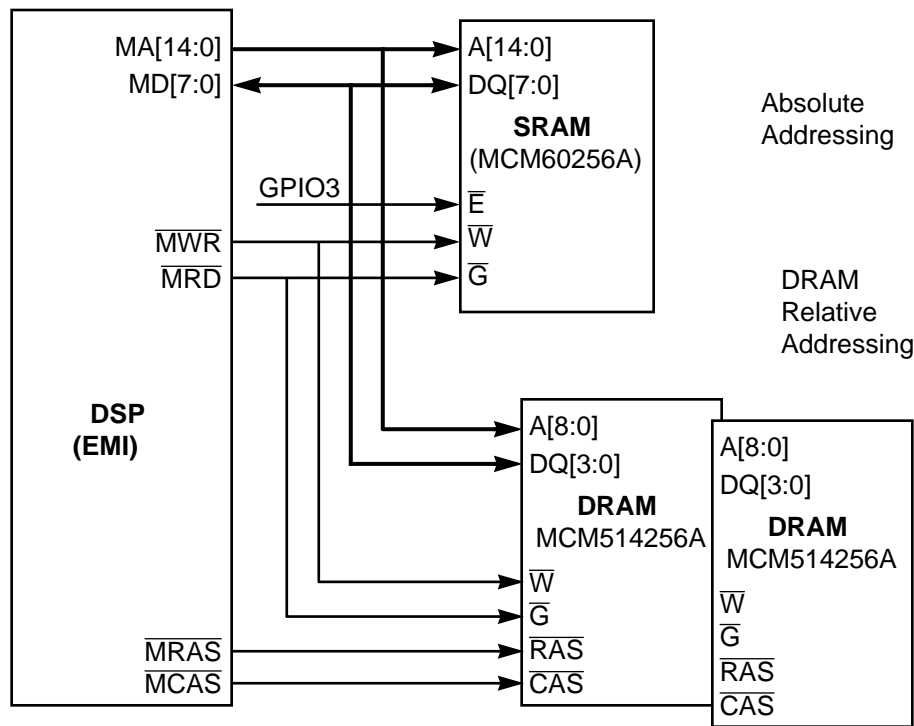 MA[14:0]
MD[7:0]
GPIO3
MWR
MRD
DSP
(EMI)
MRAS
MCAS
A[14:0]
DQ[7:0]
SRAM
(MCM60256A)
E
W
G
Absolute
Addressing
DRAM
Relative
Addressing
A[8:0]
DQ[3:0]
DRAM
MCM514256A
W
G
RAS
CAS
A[8:0]
DQ[3:0]
DRAM
MCM514256A
W
G
RAS
CAS